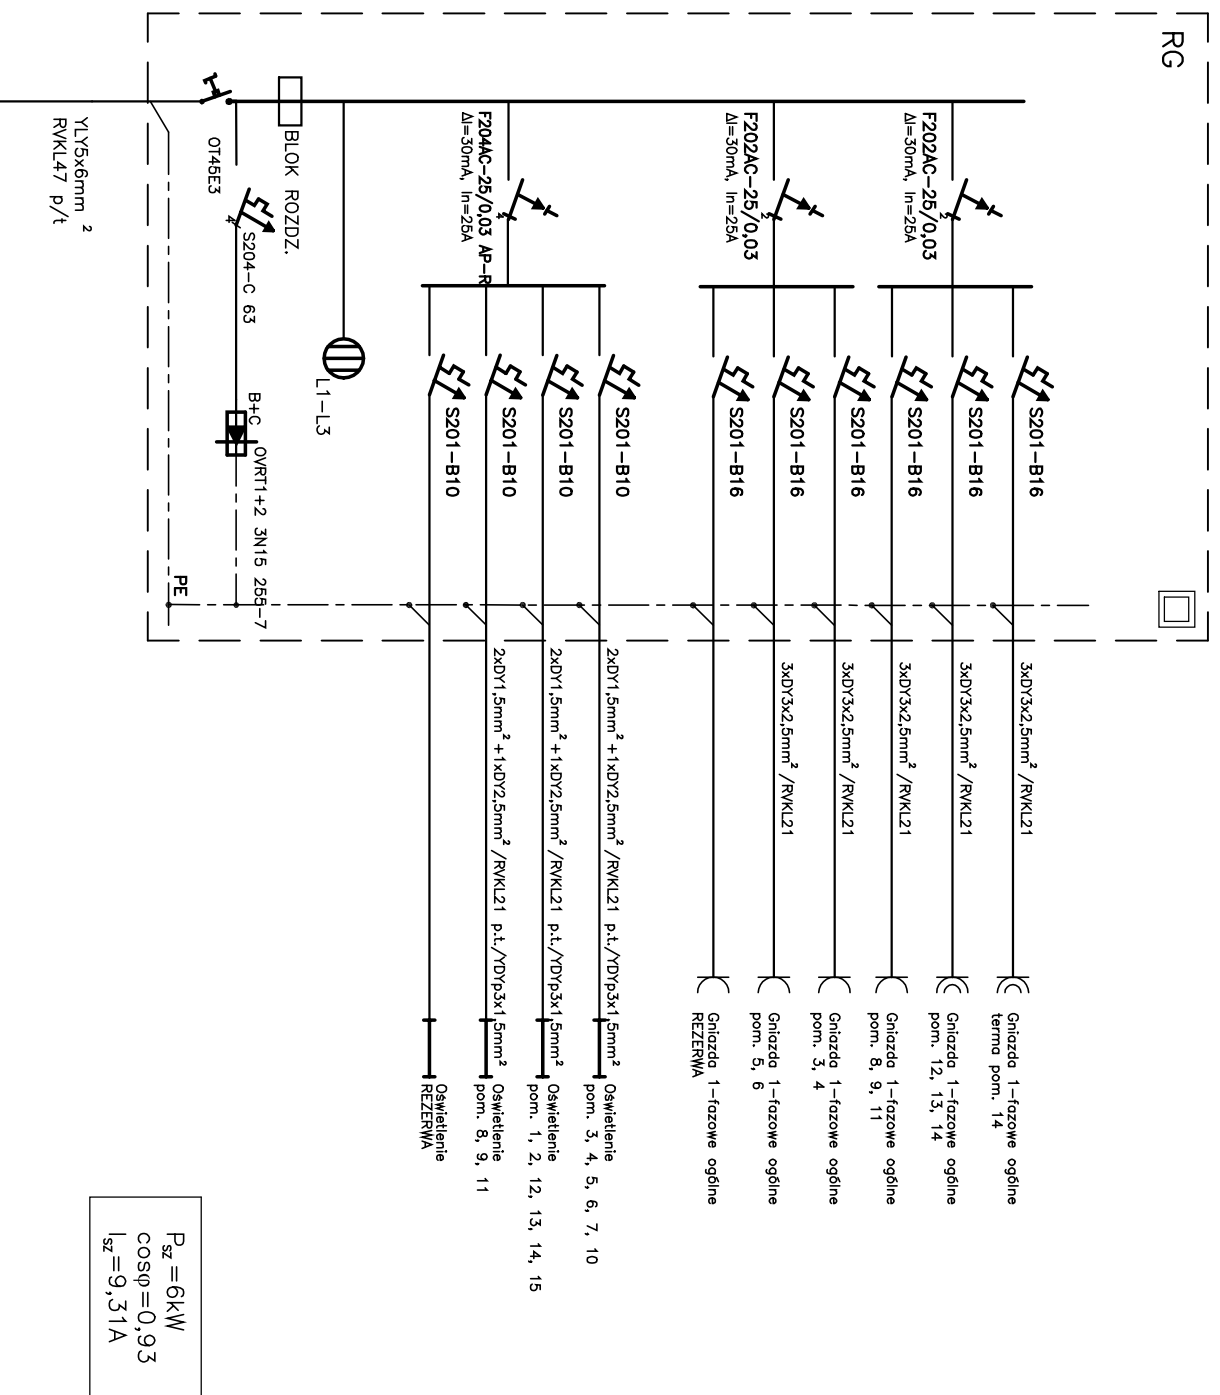 RG
YLY5x6mm²
RVKL47 p/t
OT45E3
BLOK ROZDZ.
S204-C 63
B+C
OVRT1+2 3N15 255-7
L1-L3
PE
F204AC-25/0,03 AP-R
ΔI=30mA, In=25A
4
4
F202AC-25/0,03
ΔI=30mA, In=25A
2
F202AC-25/0,03
ΔI=30mA, In=25A
2
S201-B10
S201-B10
S201-B10
S201-B10
S201-B16
S201-B16
S201-B16
S201-B16
S201-B16
S201-B16
2xDY1,5mm²+1xDY2,5mm²/RVKL21 p.t./YDYp3x1,5mm²
2xDY1,5mm²+1xDY2,5mm²/RVKL21 p.t./YDYp3x1,5mm²
2xDY1,5mm²+1xDY2,5mm²/RVKL21 p.t./YDYp3x1,5mm²
3xDY3x2,5mm²/RVKL21
3xDY3x2,5mm²/RVKL21
3xDY3x2,5mm²/RVKL21
3xDY3x2,5mm²/RVKL21
3xDY3x2,5mm²/RVKL21
Oświetlenie
REZERWA
Oświetlenie
pom. 8, 9, 11
Oświetlenie
pom. 1, 2, 12, 13, 14, 15
Oświetlenie
pom. 3, 4, 5, 6, 7, 10
Gniazda 1-fazowe ogólne
REZERWA
Gniazda 1-fazowe ogólne
pom. 5, 6
Gniazda 1-fazowe ogólne
pom. 3, 4
Gniazda 1-fazowe ogólne
pom. 8, 9, 11
Gniazda 1-fazowe ogólne
pom. 12, 13, 14
Gniazda 1-fazowe ogólne
terma pom. 14
Psz=6kW
cosφ=0,93
Isz=9,31A